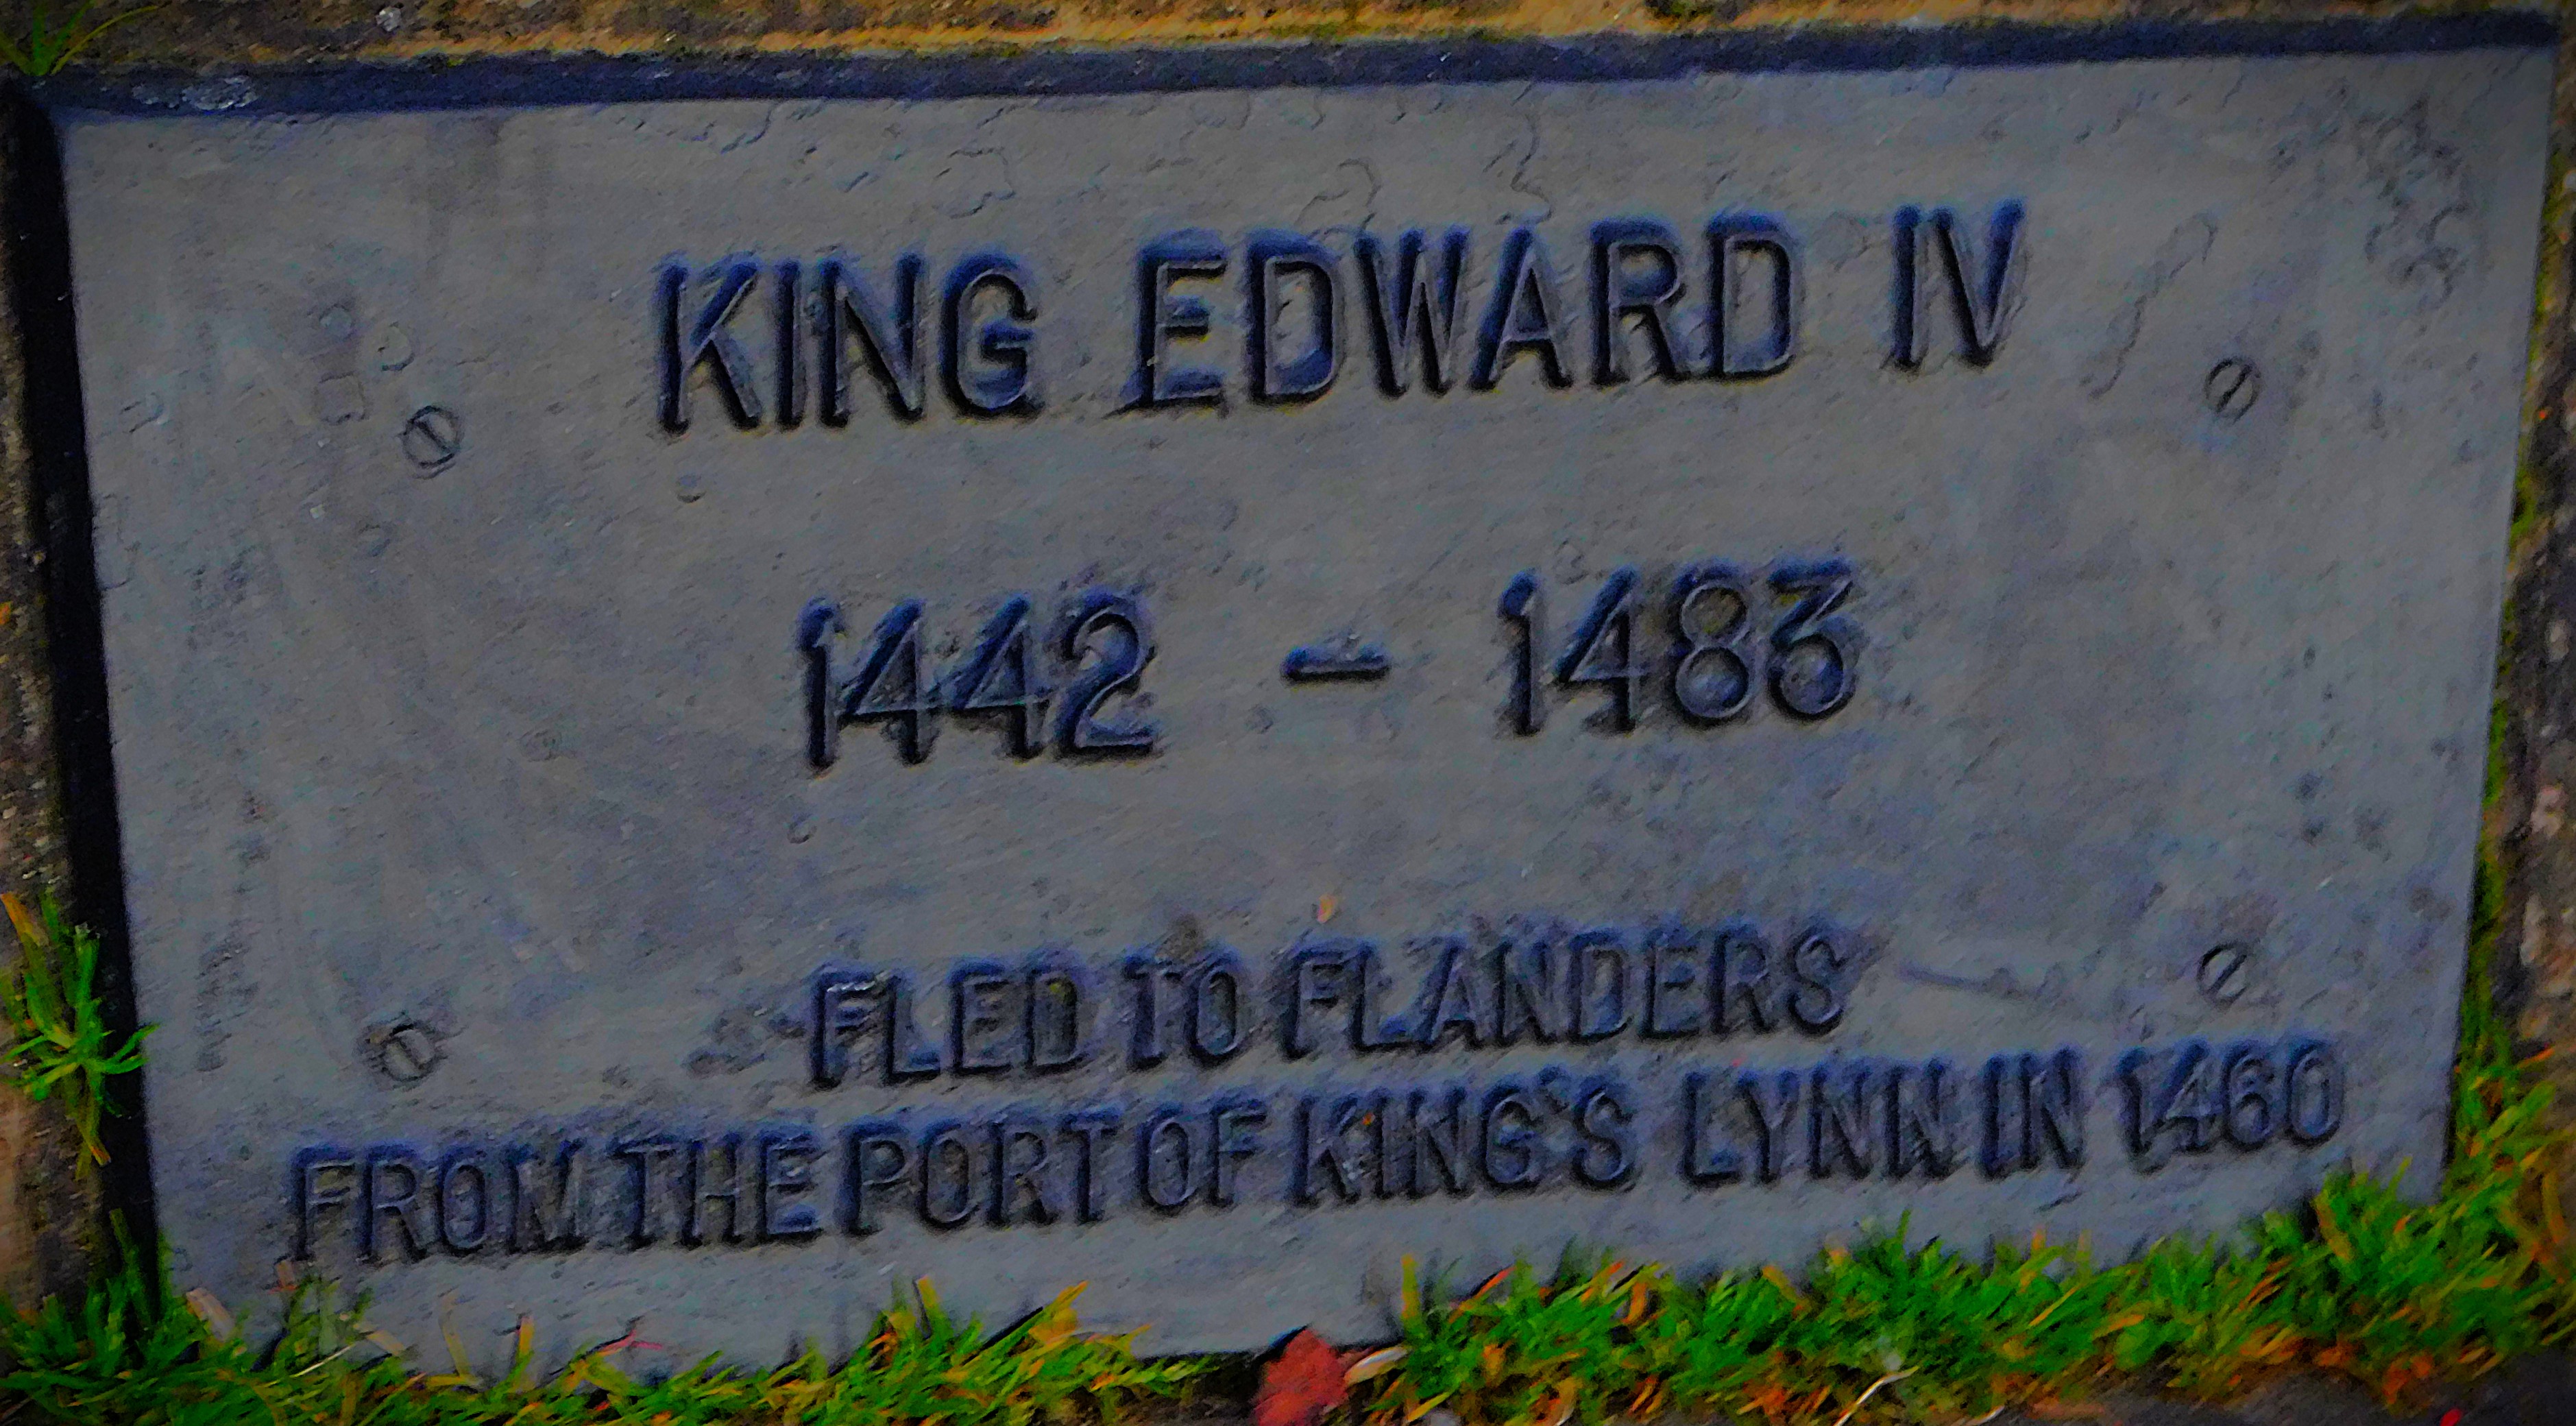 KING EDWARD IV
1442 - 1483
FLED TO FLANDERS
FROM THE PORT OF KING'S LYNN IN 1460